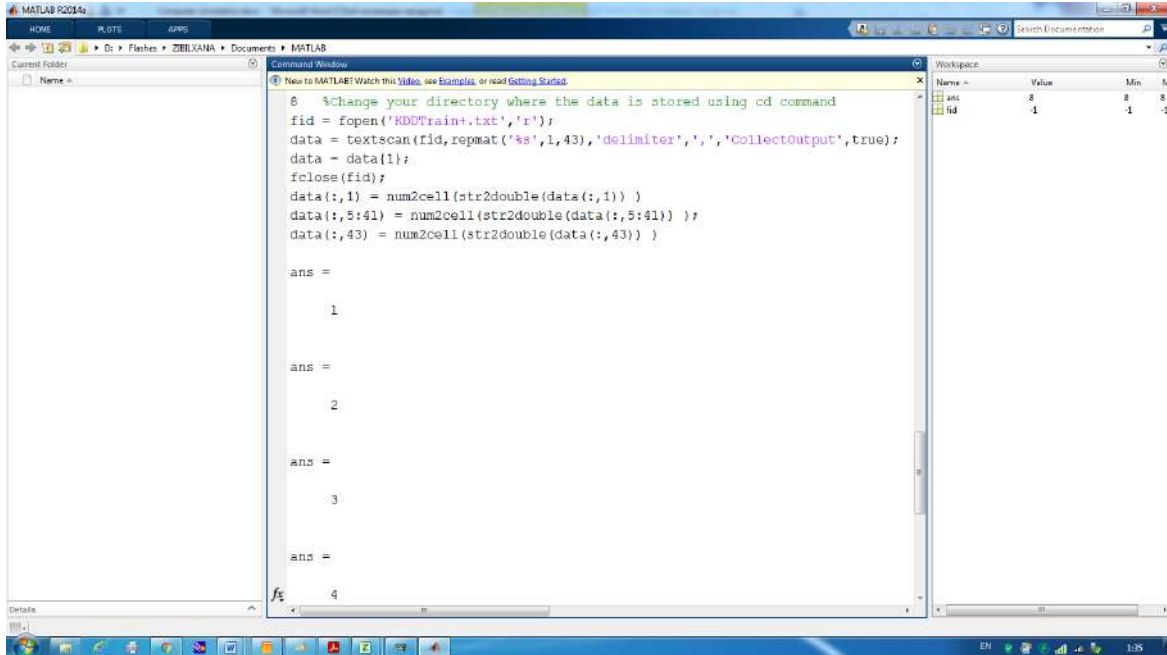 MATLAB R2014a
HOME PLOTS APPS
Search Documentation
D: Flashes ZIBILXANA Documents MATLAB
Current Folder
Name
Details
Command Window
New to MATLAB? Watch this Video, see Examples, or read Getting Started.
8 %Change your directory where the data is stored using cd command
fid = fopen('KDDTrain+.txt','r');
data = textscan(fid,repmat('%s',1,43),'delimiter',',','CollectOutput',true);
data = data{1};
fclose(fid);
data(:,1) = num2cell(str2double(data(:,1)) )
data(:,5:41) = num2cell(str2double(data(:,5:41)) );
data(:,43) = num2cell(str2double(data(:,43)) )
ans =
1
ans =
2
ans =
3
ans =
4
fx
Workspace
Name Value Min
ans 8 8 8
fid -1 -1 -1
EN 1:35